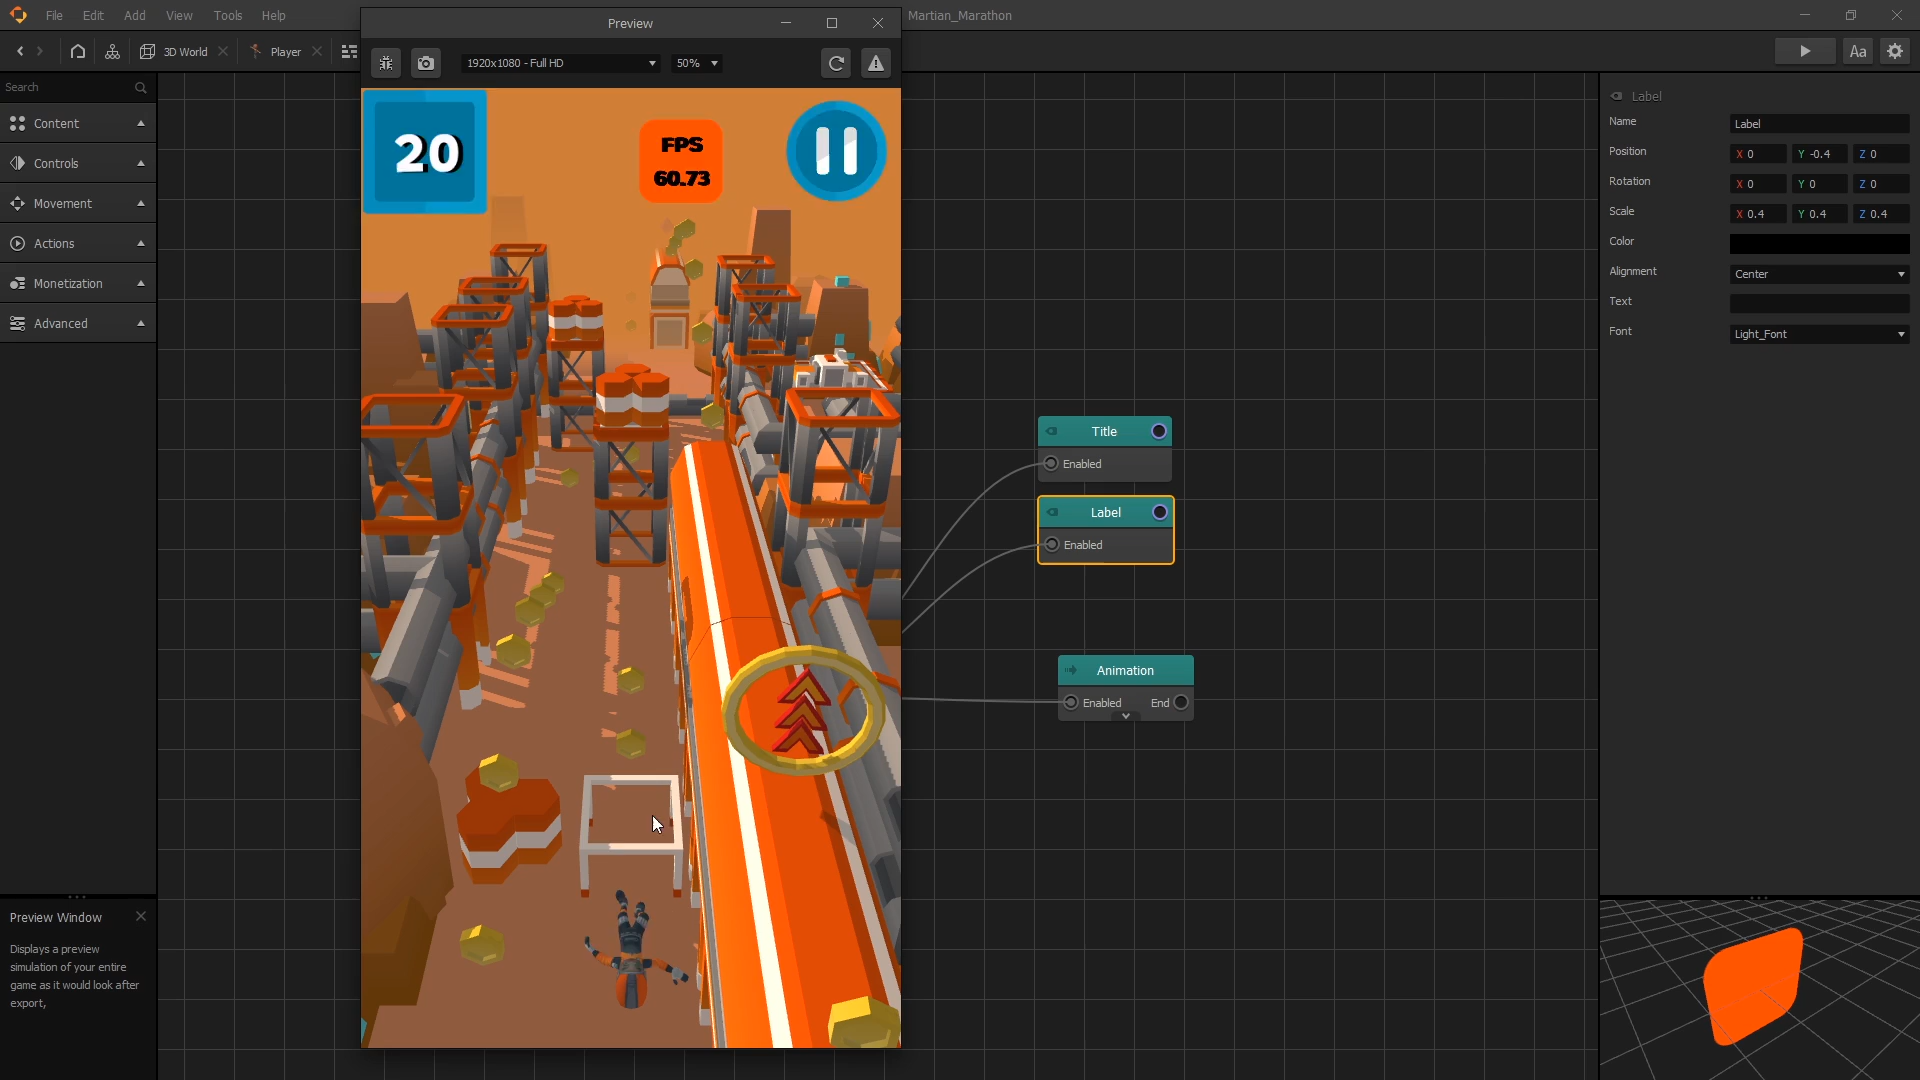 File Edit Add View Tools Help
Preview
Martian_Marathon
3D World
Player
1920x1080 - Full HD
50%
Aa
Search
Content
Controls
Movement
Actions
Monetization
Advanced
20
FPS
60.73
Title
Enabled
Label
Enabled
Animation
Enabled End
Label
Name Label
Position X 0 Y -0.4 Z 0
Rotation X 0 Y 0 Z 0
Scale X 0.4 Y 0.4 Z 0.4
Color
Alignment Center
Text
Font Light_Font
Preview Window
Displays a preview
simulation of your entire
game as it would look after
export,